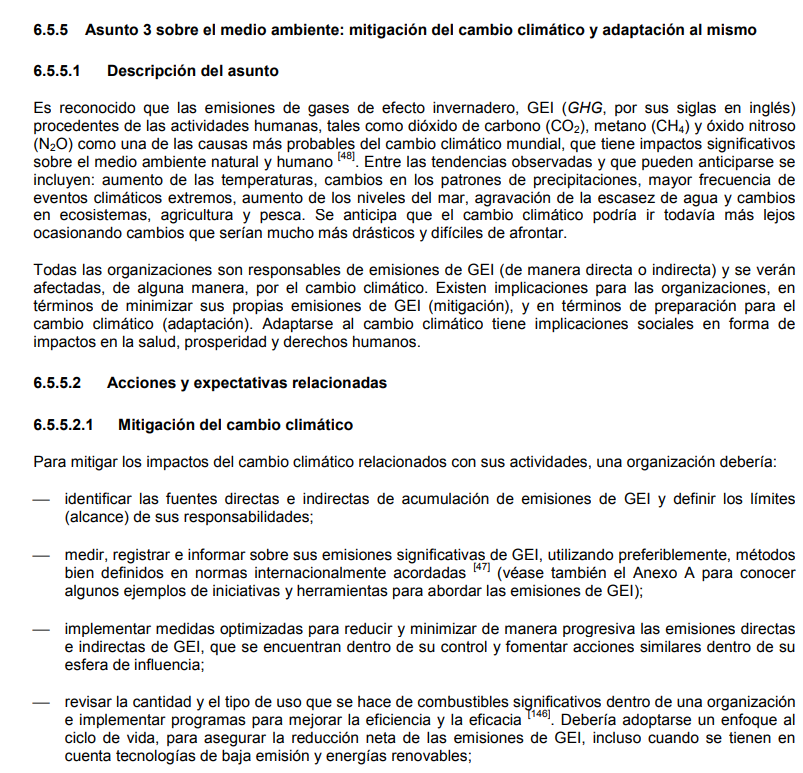 6.5.5 Asunto 3 sobre el medio ambiente: mitigación del cambio climático y adaptación al mismo
6.5.5.1 Descripción del asunto
Es reconocido que las emisiones de gases de efecto invernadero, GEI (GHG, por sus siglas en inglés)
procedentes de las actividades humanas, tales como dióxido de carbono (CO₂), metano (CH₄) y óxido nitroso
(N₂O) como una de las causas más probables del cambio climático mundial, que tiene impactos significativos
sobre el medio ambiente natural y humano [48]. Entre las tendencias observadas y que pueden anticiparse se
incluyen: aumento de las temperaturas, cambios en los patrones de precipitaciones, mayor frecuencia de
eventos climáticos extremos, aumento de los niveles del mar, agravación de la escasez de agua y cambios
en ecosistemas, agricultura y pesca. Se anticipa que el cambio climático podría ir todavía más lejos
ocasionando cambios que serían mucho más drásticos y difíciles de afrontar.
Todas las organizaciones son responsables de emisiones de GEI (de manera directa o indirecta) y se verán
afectadas, de alguna manera, por el cambio climático. Existen implicaciones para las organizaciones, en
términos de minimizar sus propias emisiones de GEI (mitigación), y en términos de preparación para el
cambio climático (adaptación). Adaptarse al cambio climático tiene implicaciones sociales en forma de
impactos en la salud, prosperidad y derechos humanos.
6.5.5.2 Acciones y expectativas relacionadas
6.5.5.2.1 Mitigación del cambio climático
Para mitigar los impactos del cambio climático relacionados con sus actividades, una organización debería:
— identificar las fuentes directas e indirectas de acumulación de emisiones de GEI y definir los límites
(alcance) de sus responsabilidades;
— medir, registrar e informar sobre sus emisiones significativas de GEI, utilizando preferiblemente, métodos
bien definidos en normas internacionalmente acordadas [47] (véase también el Anexo A para conocer
algunos ejemplos de iniciativas y herramientas para abordar las emisiones de GEI);
— implementar medidas optimizadas para reducir y minimizar de manera progresiva las emisiones directas
e indirectas de GEI, que se encuentran dentro de su control y fomentar acciones similares dentro de su
esfera de influencia;
— revisar la cantidad y el tipo de uso que se hace de combustibles significativos dentro de una organización
e implementar programas para mejorar la eficiencia y la eficacia [146]. Debería adoptarse un enfoque al
ciclo de vida, para asegurar la reducción neta de las emisiones de GEI, incluso cuando se tienen en
cuenta tecnologías de baja emisión y energías renovables;